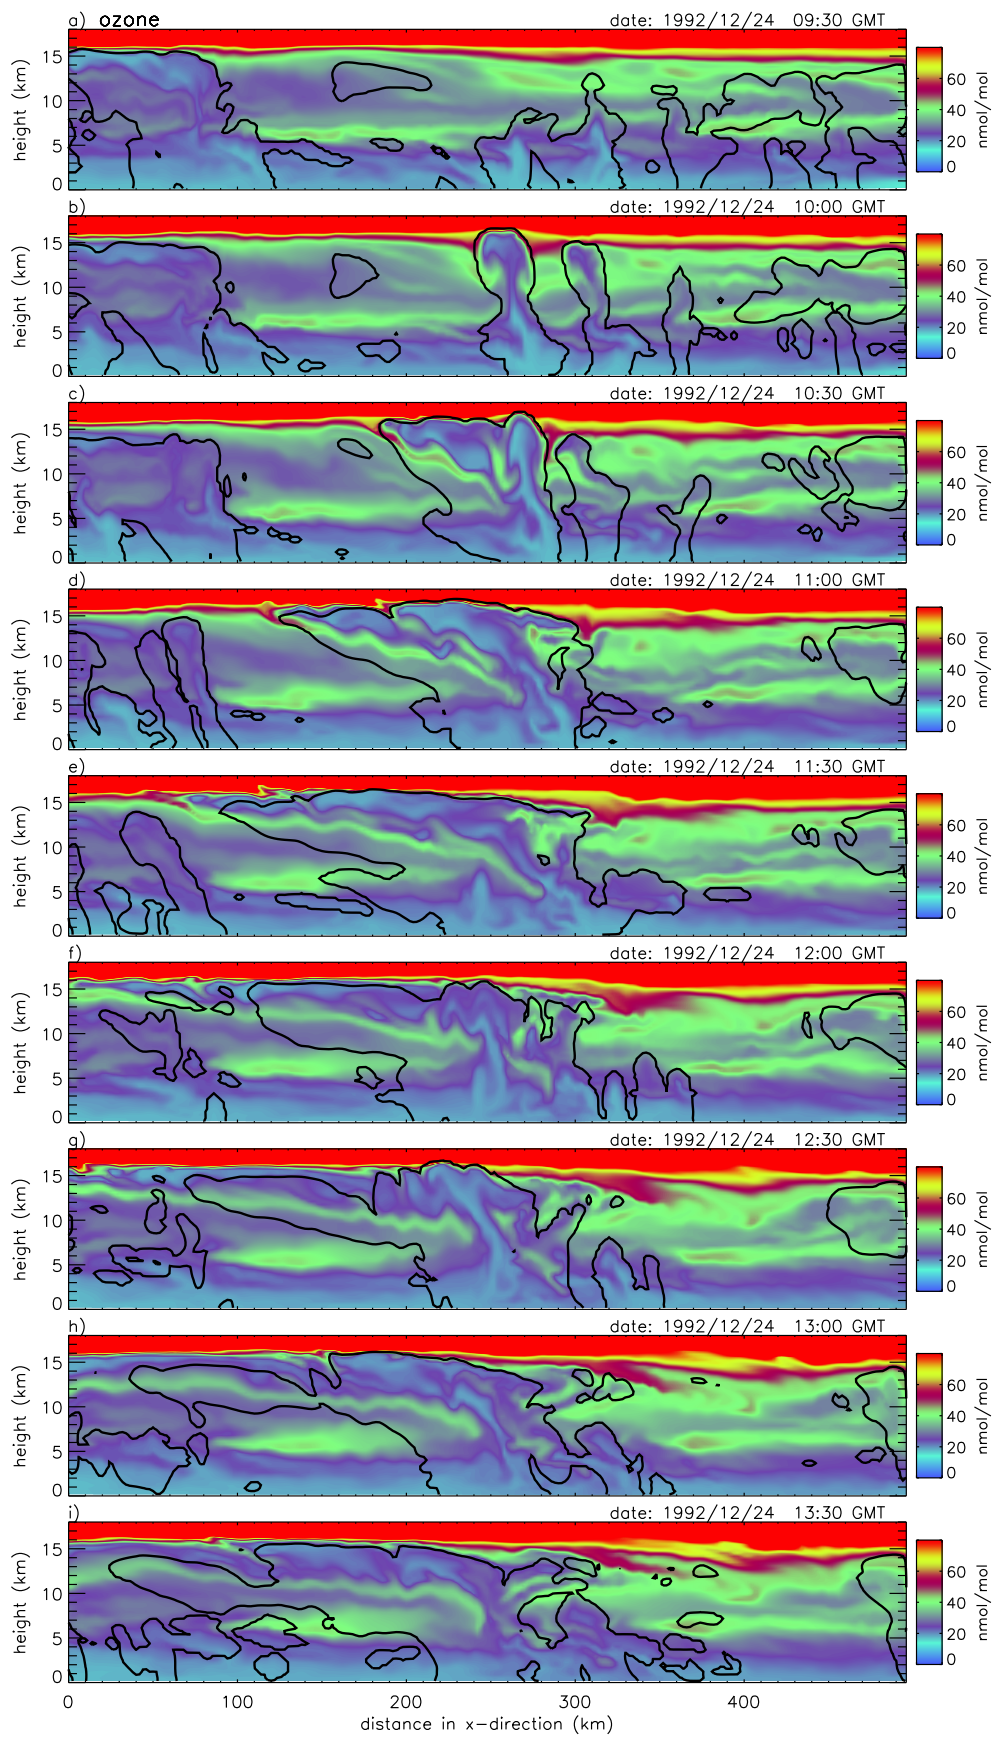 a) ozone date: 1992/12/24 09:30 GMT
15
10
5
0
height (km)
60
40
20
0
nmol/mol
b) date: 1992/12/24 10:00 GMT
15
10
5
0
height (km)
60
40
20
0
nmol/mol
c) date: 1992/12/24 10:30 GMT
15
10
5
0
height (km)
60
40
20
0
nmol/mol
d) date: 1992/12/24 11:00 GMT
15
10
5
0
height (km)
60
40
20
0
nmol/mol
e) date: 1992/12/24 11:30 GMT
15
10
5
0
height (km)
60
40
20
0
nmol/mol
f) date: 1992/12/24 12:00 GMT
15
10
5
0
height (km)
60
40
20
0
nmol/mol
g) date: 1992/12/24 12:30 GMT
15
10
5
0
height (km)
60
40
20
0
nmol/mol
h) date: 1992/12/24 13:00 GMT
15
10
5
0
height (km)
60
40
20
0
nmol/mol
i) date: 1992/12/24 13:30 GMT
15
10
5
0
height (km)
60
40
20
0
nmol/mol
0 100 200 300 400
distance in x-direction (km)